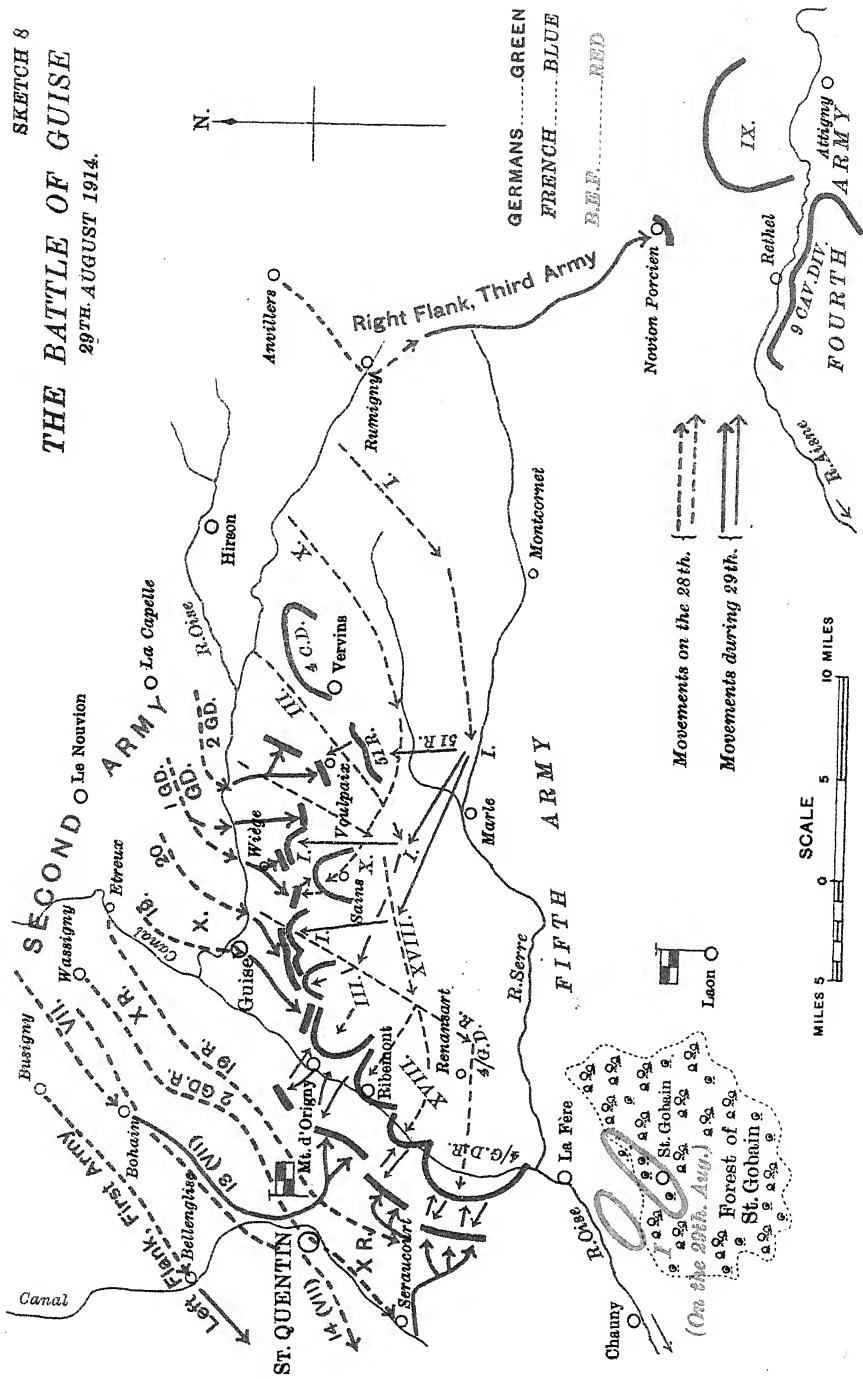 SKETCH 8
THE BATTLE OF GUISE
29TH. AUGUST 1914.
N.
GERMANS......GREEN
FRENCH......BLUE
B.E.F..........RED
SECOND ARMY
Le Nouvion
La Capelle
R.Oise
Hirson
Anvillers
Rumigny
Right Flank, Third Army
Novion Porcien
Rethel
IX.
Attigny
9 CAV.DIV.
FOURTH ARMY
R.Aisne
Busigny
Wassigny
Etreux
Canal
VII.
X R.
19 R.
2 GD.R.
Bohain
13 (VII)
Left Flank, First Army
Bellenglise
Canal
ST. QUENTIN
14 (VII)
X R.
Seraucourt
Mt. d'Origny
Ribemont
Guise
X.
19.
20
1 GD.
GD.
2 GD.
Wiège
Voulpaix
Sains
X.
I.
I.
I.
I.
III.
III.
X.
I.
4 C.D.
Vervins
51 R.
51 R.
XVIII.
XVIII.
Renansart
4/G.D.R.
4/G.D.R.
Marle
Montcornet
R.Serre
FIFTH ARMY
La Fère
Laon
R.Oise
Chauny
St. Gobain
I
(On the 29th. Aug.)
Forest of
St. Gobain
Movements on the 28th.
Movements during 29th.
SCALE
MILES 5 0 5 10 MILES